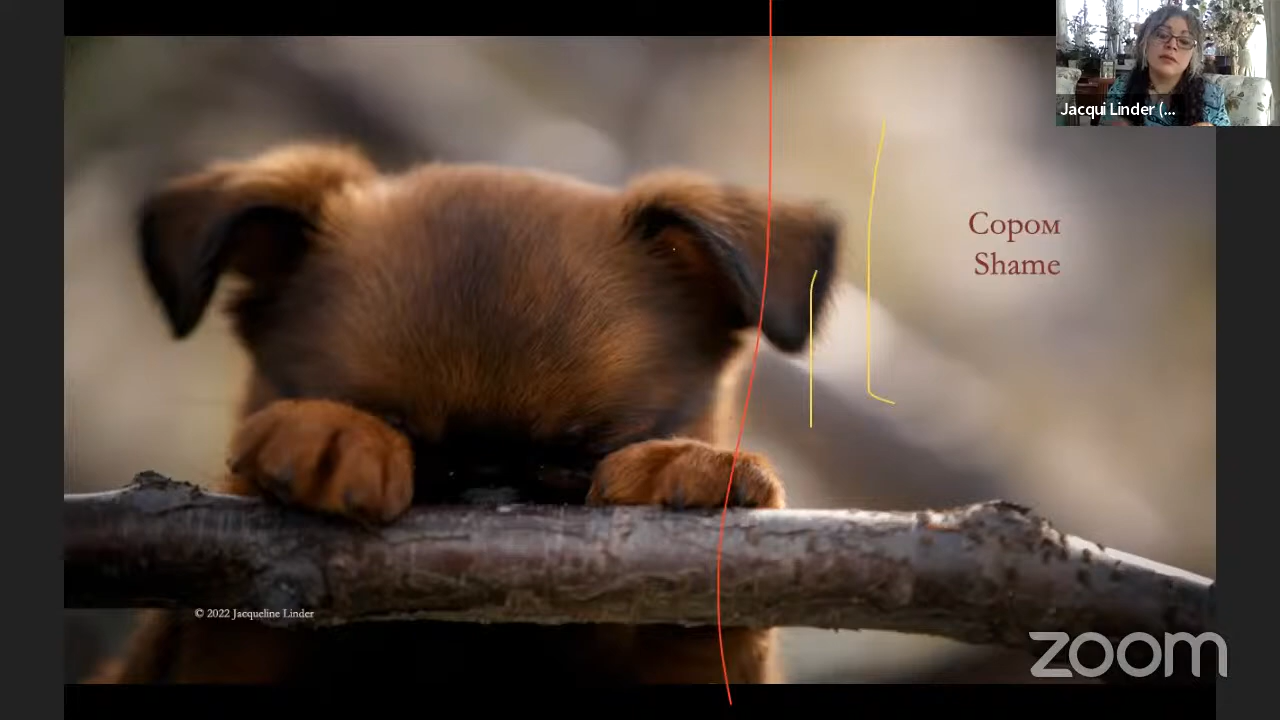 Jacqui Linder (...
Сором
Shame
© 2022 Jacqueline Linder
zoom